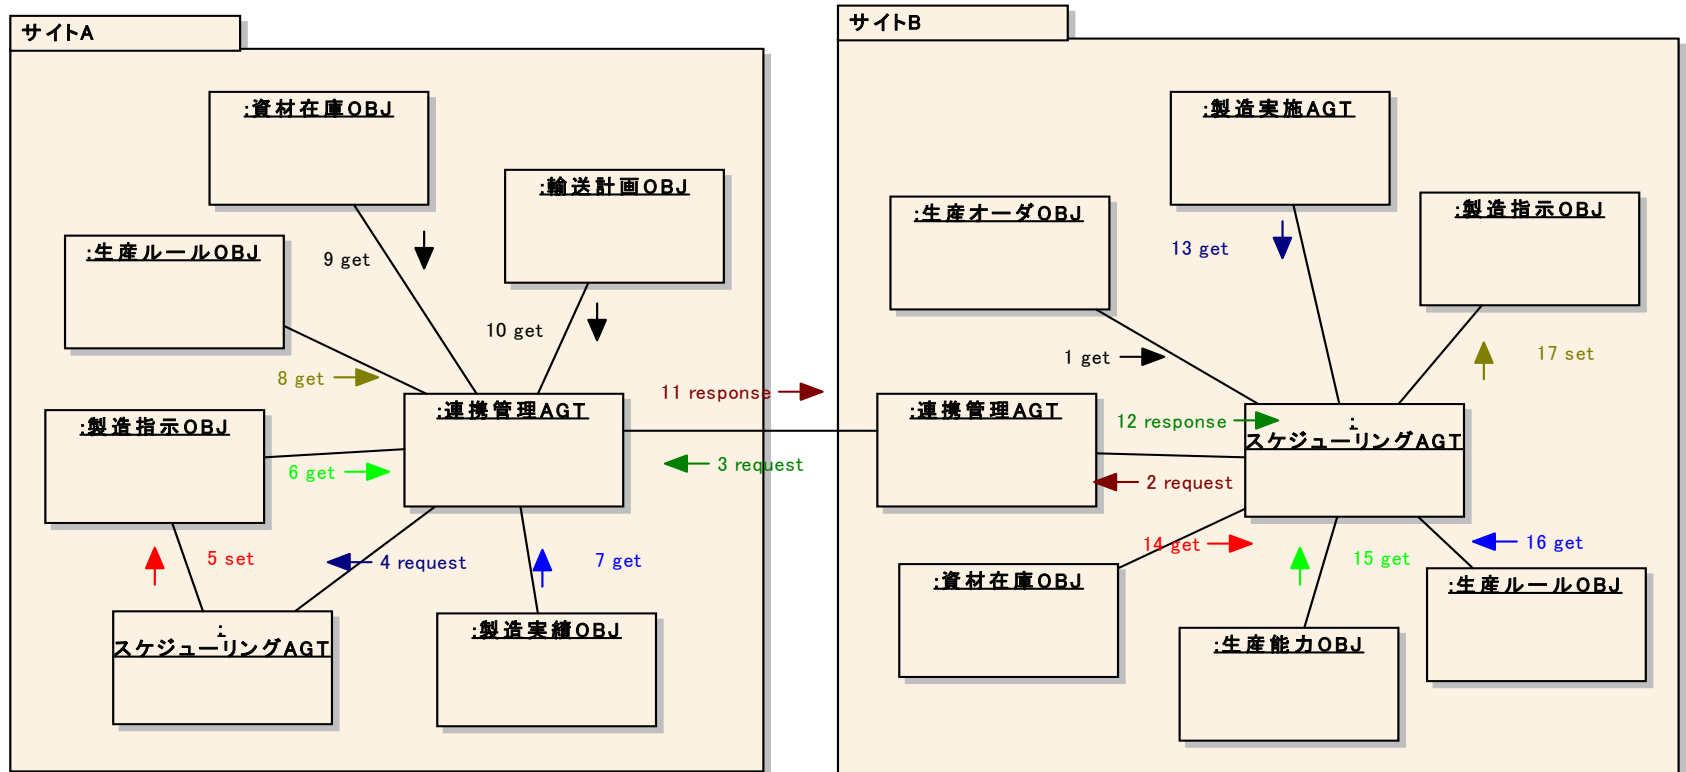 サイトA
:資材在庫OBJ
:輸送計画OBJ
:生産ルールOBJ
9 get
10 get
8 get
:連携管理AGT
11 response
:製造指示OBJ
6 get
3 request
5 set
4 request
7 get
:
スケジューリングAGT
:製造実績OBJ
サイトB
:製造実施AGT
:生産オーダOBJ
:製造指示OBJ
13 get
1 get
17 set
:連携管理AGT
12 response
:
スケジューリングAGT
2 request
14 get
15 get
16 get
:資材在庫OBJ
:生産能力OBJ
:生産ルールOBJ